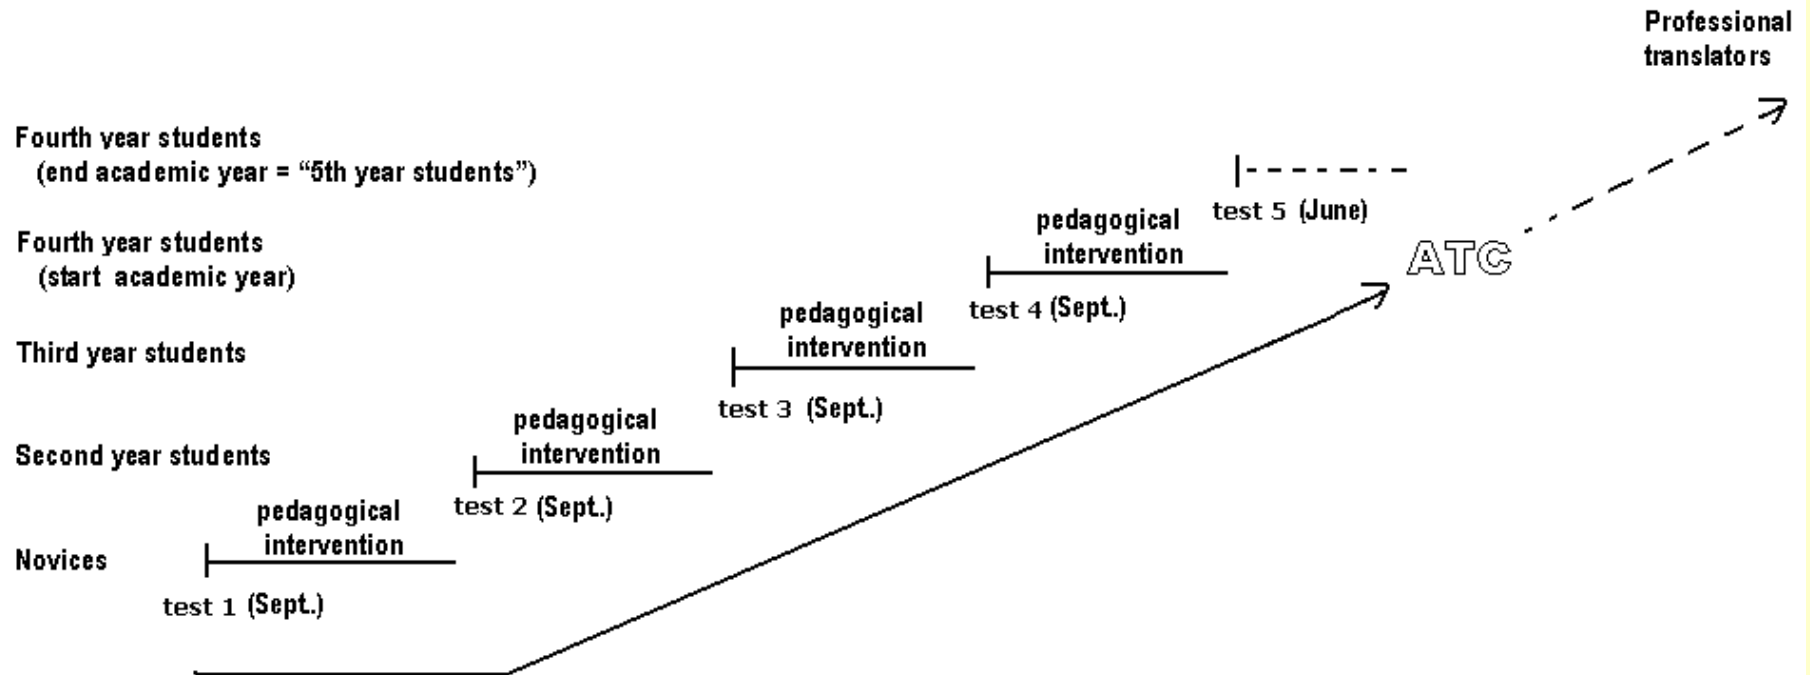 Professional
translators
Fourth year students
(end academic year = “5th year students”)
test 5 (June)
pedagogical
intervention
Fourth year students
(start academic year)
ATC
test 4 (Sept..)
pedagogical
intervention
Third year students
test 3 (Sept..)
pedagogical
intervention
Second year students
test 2 (Sept..)
pedagogical
intervention
Novices
test 1 (Sept..)